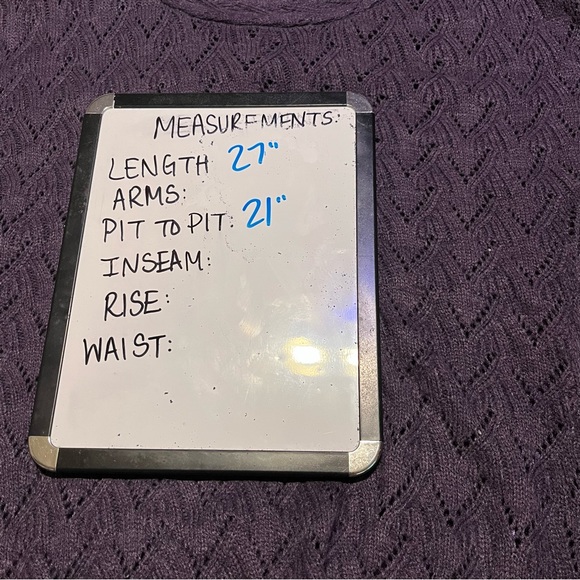 MEASUREMENTS:
LENGTH 27"
ARMS:
PIT TO PIT: 21"
INSEAM:
RISE:
WAIST: